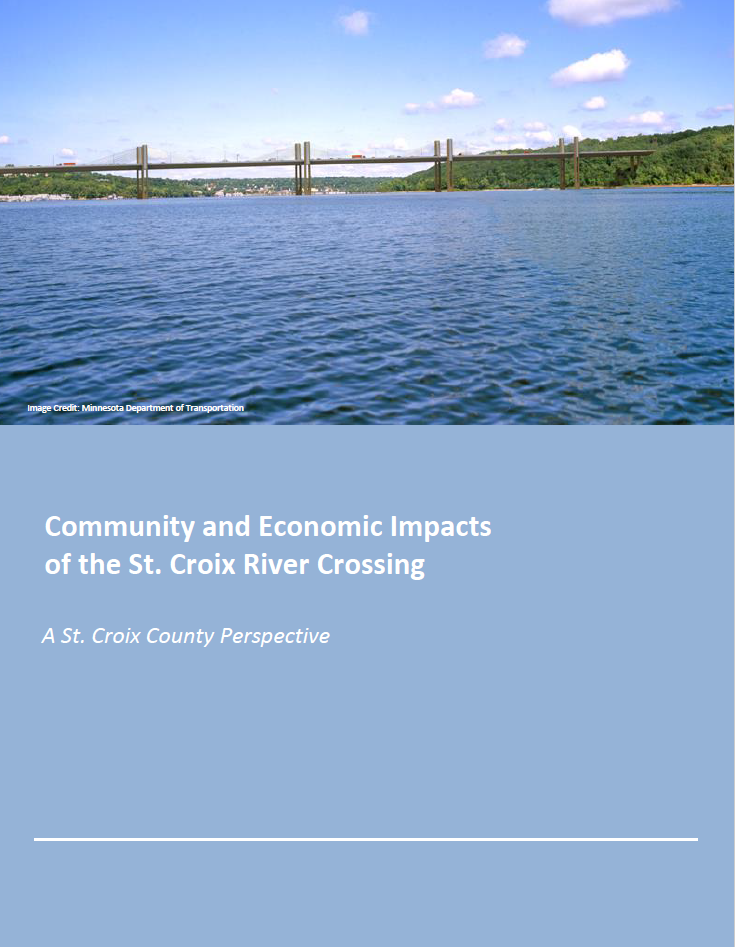 Image Credit: Minnesota Department of Transportation
Community and Economic Impacts
of the St. Croix River Crossing
A St. Croix County Perspective